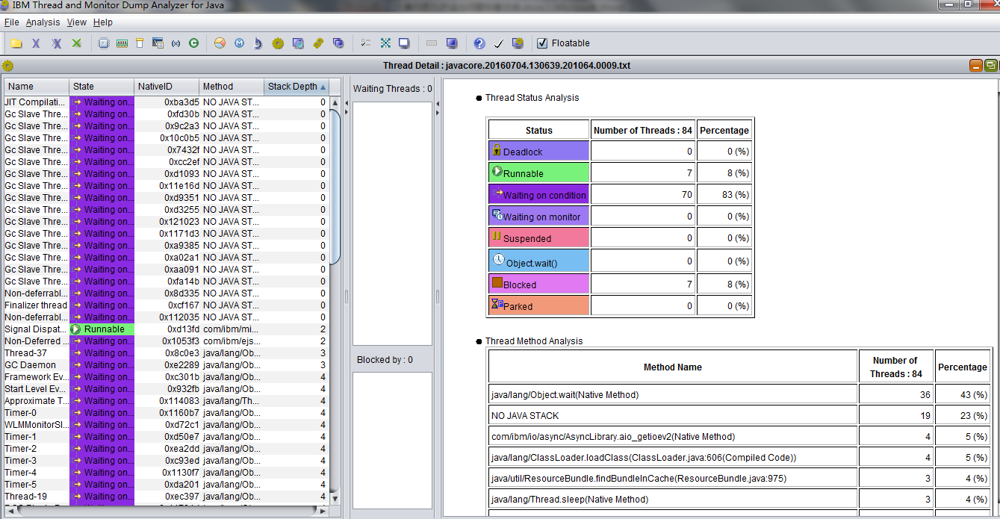 IBM Thread and Monitor Dump Analyzer for Java
File Analysis View Help
Floatable
Thread Detail : javacore.20160704.130639.201064.0009.txt
Name State NativeID Method Stack Depth
JIT Compilati... Waiting on... 0xba3d5 NO JAVA ST... 0
Gc Slave Thre... Waiting on... 0xfd30b NO JAVA ST... 0
Gc Slave Thre... Waiting on... 0x9c2a3 NO JAVA ST... 0
Gc Slave Thre... Waiting on... 0x10c0b5 NO JAVA ST... 0
Gc Slave Thre... Waiting on... 0x7432f NO JAVA ST... 0
Gc Slave Thre... Waiting on... 0xcc2ef NO JAVA ST... 0
Gc Slave Thre... Waiting on... 0xd1093 NO JAVA ST... 0
Gc Slave Thre... Waiting on... 0x11e16d NO JAVA ST... 0
Gc Slave Thre... Waiting on... 0xd9351 NO JAVA ST... 0
Gc Slave Thre... Waiting on... 0xd3255 NO JAVA ST... 0
Gc Slave Thre... Waiting on... 0x121023 NO JAVA ST... 0
Gc Slave Thre... Waiting on... 0x1171d3 NO JAVA ST... 0
Gc Slave Thre... Waiting on... 0xa9385 NO JAVA ST... 0
Gc Slave Thre... Waiting on... 0xa02a1 NO JAVA ST... 0
Gc Slave Thre... Waiting on... 0xaa091 NO JAVA ST... 0
Gc Slave Thre... Waiting on... 0xfa14b NO JAVA ST... 0
Non-deferrabl... Waiting on... 0x8d335 NO JAVA ST... 0
Finalizer thread Waiting on... 0xcf167 NO JAVA ST... 0
Non-deferrabl... Waiting on... 0x112035 NO JAVA ST... 0
Signal Dispat... Runnable 0xd13fd com/ibm/mi... 2
Non-Deferred ... Waiting on... 0x1053f3 com/ibm/ejs... 2
Thread-37 Waiting on... 0x8c0e3 java/lang/Ob... 3
GC Daemon Waiting on... 0xe2289 java/lang/Ob... 3
Framework Ev... Waiting on... 0xc301b java/lang/Ob... 4
Start Level Ev... Waiting on... 0x932fb java/lang/Ob... 4
Approximate T... Waiting on... 0x114083 java/lang/Th... 4
Timer-0 Waiting on... 0x1160b7 java/lang/Ob... 4
WLMMonitorSl... Waiting on... 0xd72c1 java/lang/Ob... 4
Timer-1 Waiting on... 0xd50e7 java/lang/Ob... 4
Timer-2 Waiting on... 0xea2dd java/lang/Ob... 4
Timer-3 Waiting on... 0xc93ed java/lang/Ob... 4
Timer-4 Waiting on... 0x1130f7 java/lang/Ob... 4
Timer-5 Waiting on... 0xda201 java/lang/Ob... 4
Thread-19 Waiting on... 0xec397 java/lang/Ob... 4
Waiting Threads : 0
Blocked by : 0
Thread Status Analysis
Status Number of Threads : 84 Percentage
Deadlock 0 0 (%)
Runnable 7 8 (%)
Waiting on condition 70 83 (%)
Waiting on monitor 0 0 (%)
Suspended 0 0 (%)
Object.wait() 0 0 (%)
Blocked 7 8 (%)
Parked 0 0 (%)
Thread Method Analysis
Method Name Number of Threads : 84 Percentage
java/lang/Object.wait(Native Method) 36 43 (%)
NO JAVA STACK 19 23 (%)
com/ibm/io/async/AsyncLibrary.aio_getioev2(Native Method) 4 5 (%)
java/lang/ClassLoader.loadClass(ClassLoader.java:606(Compiled Code)) 4 5 (%)
java/util/ResourceBundle.findBundleInCache(ResourceBundle.java:975) 3 4 (%)
java/lang/Thread.sleep(Native Method) 3 4 (%)